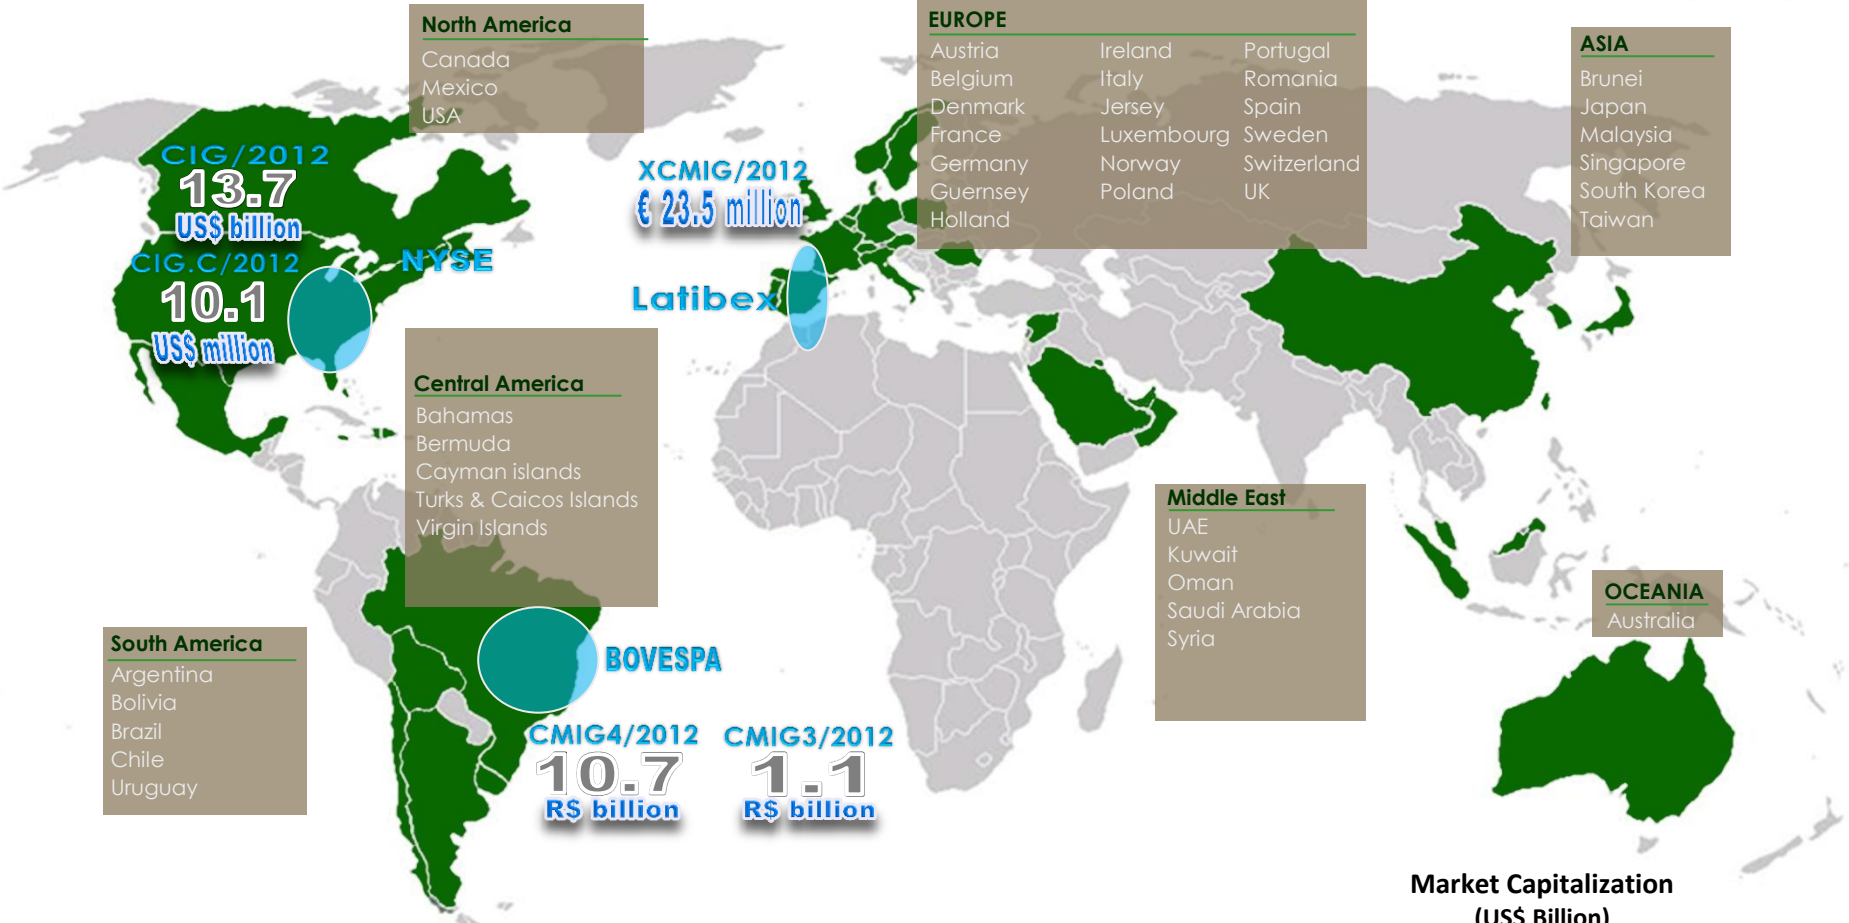 North America
Canada
Mexico
USA
EUROPE
Austria
Belgium
Denmark
France
Germany
Guernsey
Holland
Ireland
Italy
Jersey
Luxembourg
Norway
Poland
Portugal
Romania
Spain
Sweden
Switzerland
UK
ASIA
Brunei
Japan
Malaysia
Singapore
South Korea
Taiwan
CIG/2012
13.7
US$ billion
CIG.C/2012
10.1
US$ million
NYSE
XCMIG/2012
€ 23.5 million
Latibex
Central America
Bahamas
Bermuda
Cayman islands
Turks & Caicos Islands
Virgin Islands
Middle East
UAE
Kuwait
Oman
Saudi Arabia
Syria
OCEANIA
Australia
South America
Argentina
Bolivia
Brazil
Chile
Uruguay
BOVESPA
CMIG4/2012
10.7
R$ billion
CMIG3/2012
1.1
R$ billion
Market Capitalization
(US$ Billion)